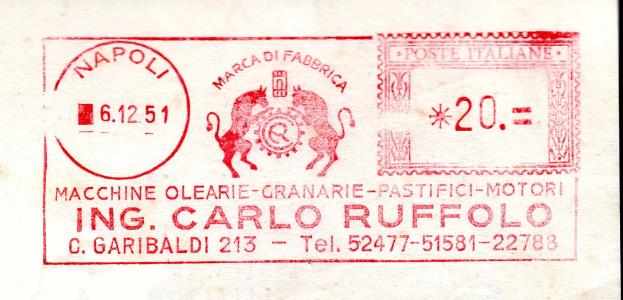 NAPOLI
6.12.51
MARCA DI FABBRICA
CR
POSTE ITALIANE
*20.=
MACCHINE OLEARIE-GRANARIE-PASTIFICI-MOTORI
ING. CARLO RUFFOLO
C. GARIBALDI 213 - Tel. 52477-51581-22788